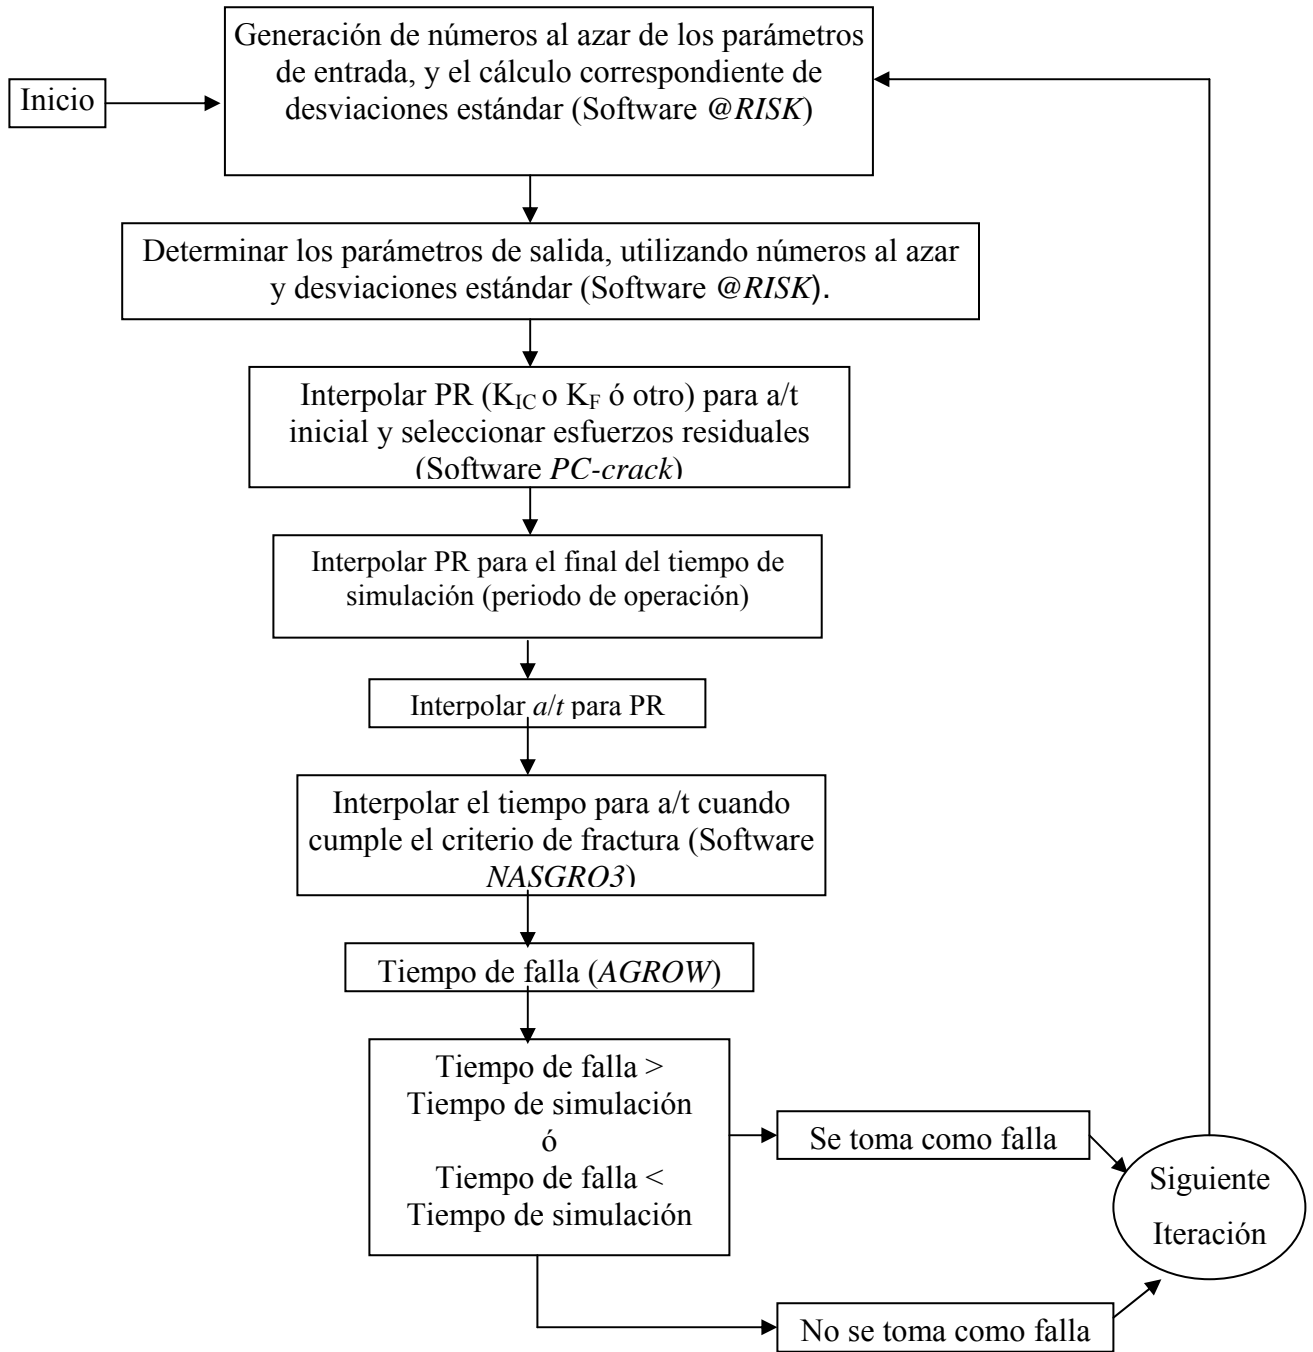 Generación de números al azar de los parámetros
de entrada, y el cálculo correspondiente de
desviaciones estándar (Software @RISK)
Inicio
Determinar los parámetros de salida, utilizando números al azar
y desviaciones estándar (Software @RISK).
Interpolar PR (KIC o KF ó otro) para a/t
inicial y seleccionar esfuerzos residuales
(Software PC-crack)
Interpolar PR para el final del tiempo de
simulación (periodo de operación)
Interpolar a/t para PR
Interpolar el tiempo para a/t cuando
cumple el criterio de fractura (Software
NASGRO3)
Tiempo de falla (AGROW)
Tiempo de falla >
Tiempo de simulación
ó
Tiempo de falla <
Tiempo de simulación
Se toma como falla
No se toma como falla
Siguiente
Iteración